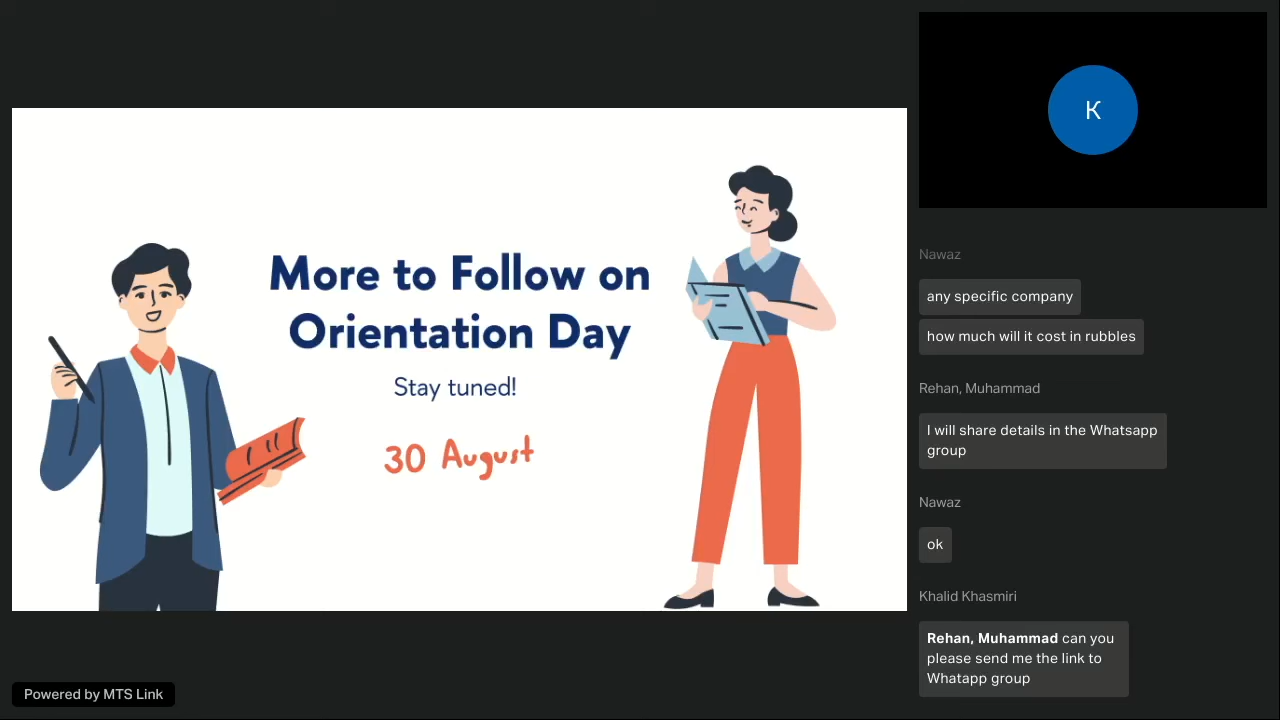 More to Follow on
Orientation Day
Stay tuned!
30 August
Powered by MTS Link
K
Nawaz
any specific company
how much will it cost in rubbles
Rehan, Muhammad
I will share details in the Whatsapp
group
Nawaz
ok
Khalid Khasmiri
Rehan, Muhammad can you
please send me the link to
Whatapp group